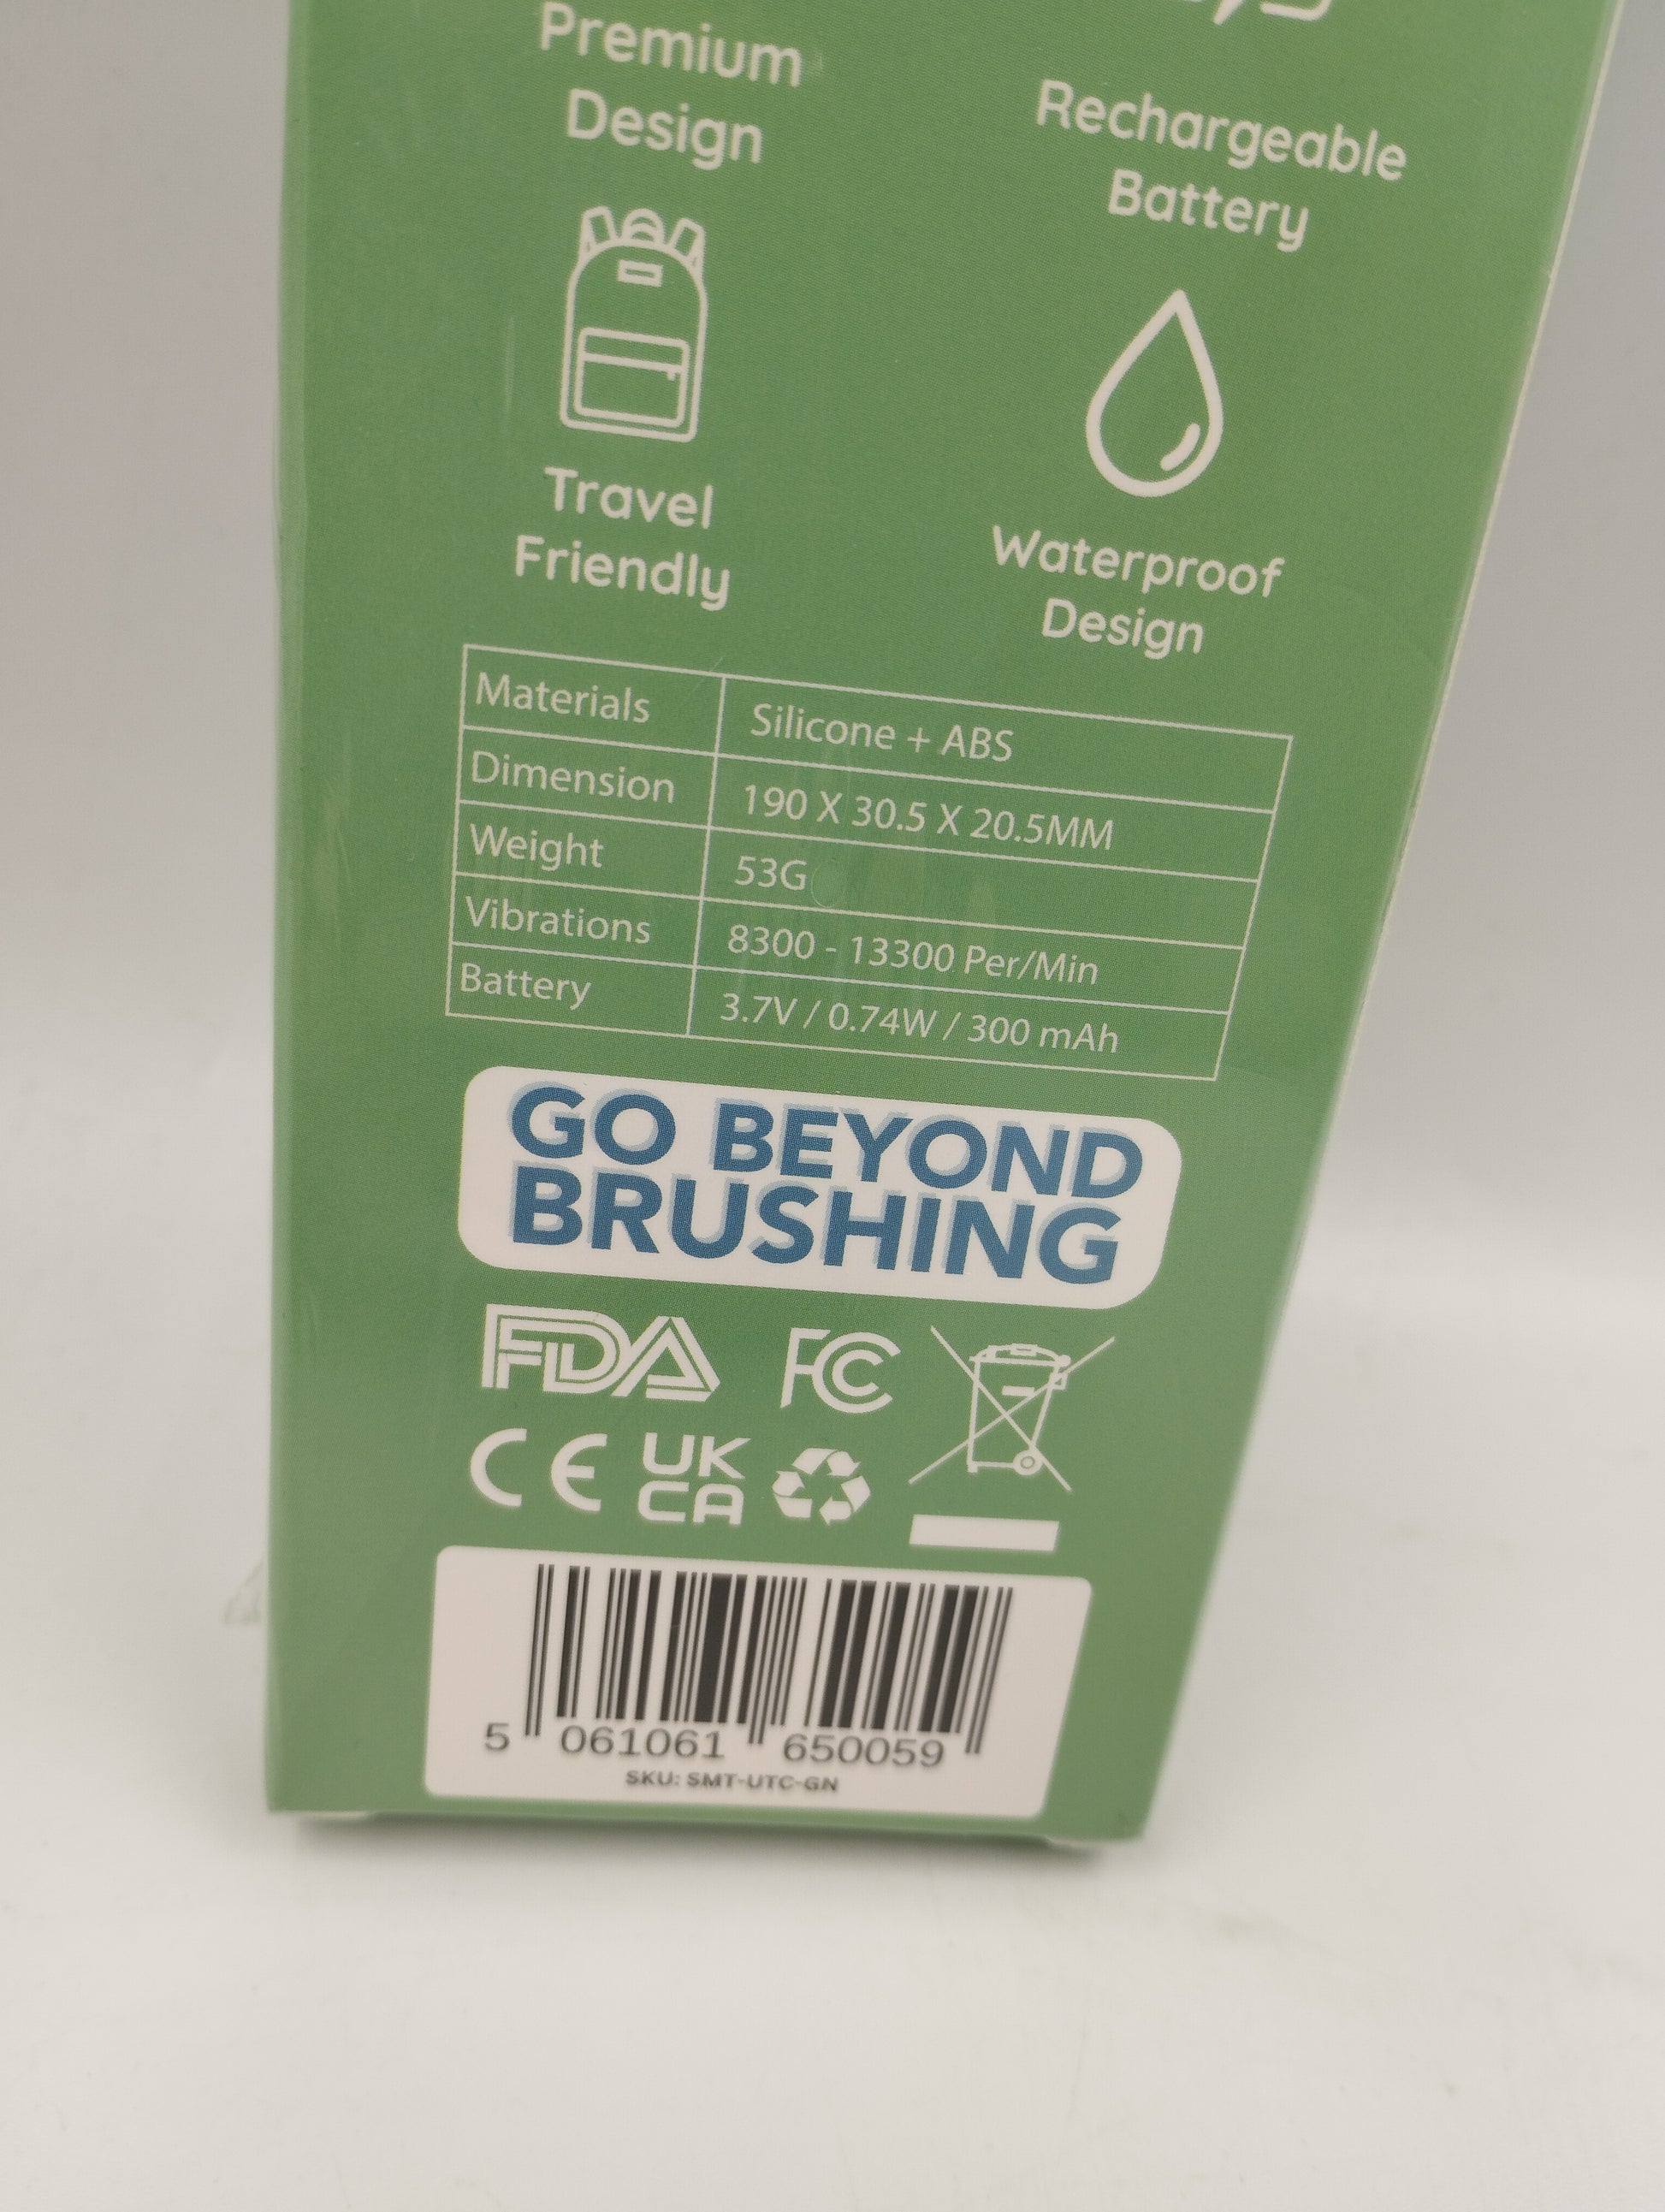 Premium
Design
Rechargeable
Battery
Travel
Friendly
Waterproof
Design
Materials Silicone + ABS
Dimension 190 X 30.5 X 20.5MM
Weight 53G
Vibrations 8300 - 13300 Per/Min
Battery 3.7V / 0.74W / 300 mAh
GO BEYOND
BRUSHING
FDA FC
CE UK
CA
5 061061 650059
SKU: SMT-UTC-GN